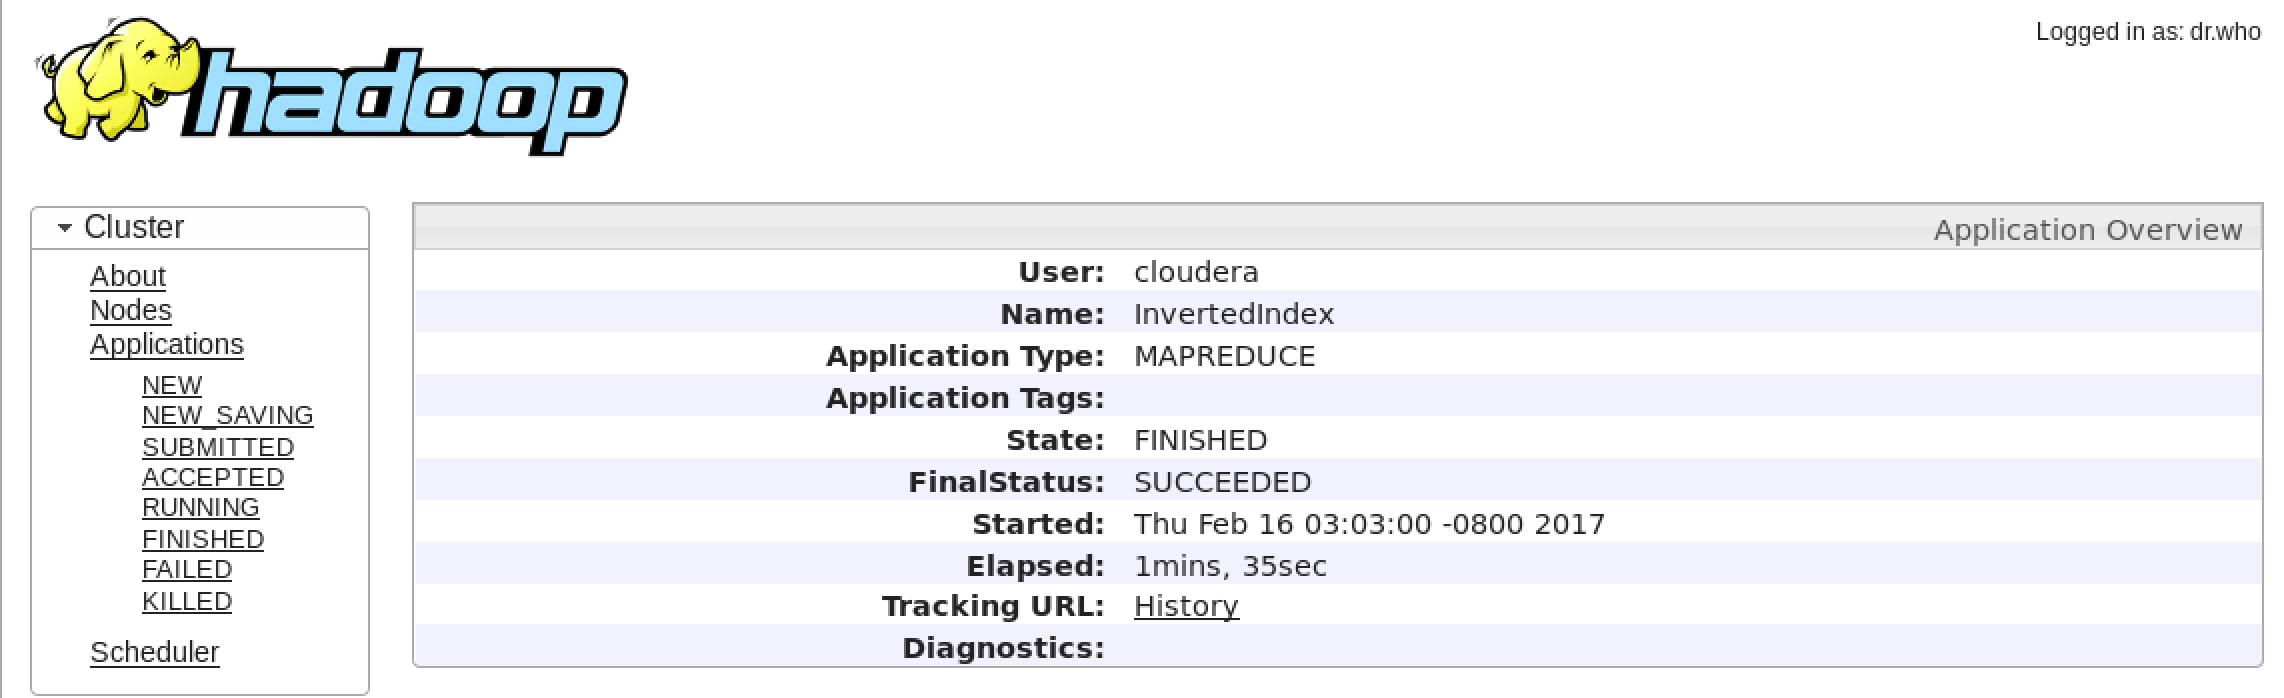 hadoop
Logged in as: dr.who
Cluster
About
Nodes
Applications
NEW
NEW_SAVING
SUBMITTED
ACCEPTED
RUNNING
FINISHED
FAILED
KILLED
Scheduler
Application Overview
User: cloudera
Name: InvertedIndex
Application Type: MAPREDUCE
Application Tags:
State: FINISHED
FinalStatus: SUCCEEDED
Started: Thu Feb 16 03:03:00 -0800 2017
Elapsed: 1mins, 35sec
Tracking URL: History
Diagnostics: